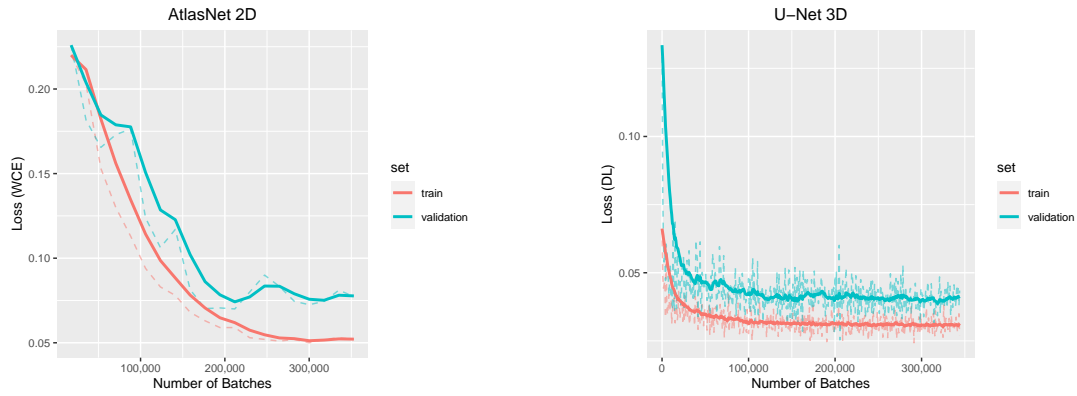 AtlasNet 2D
0.20
0.15
0.10
0.05
Loss (WCE)
100,000
200,000
300,000
Number of Batches
set
train
validation
U−Net 3D
0.10
0.05
Loss (DL)
0
100,000
200,000
300,000
Number of Batches
set
train
validation